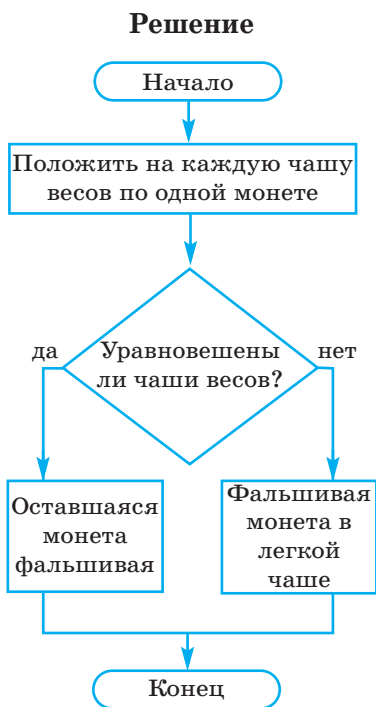 Решение
Начало
Положить на каждую чашу
весов по одной монете
Уравновешены
ли чаши весов?
да
нет
Оставшаяся
монета
фальшивая
Фальшивая
монета в
легкой
чаше
Конец